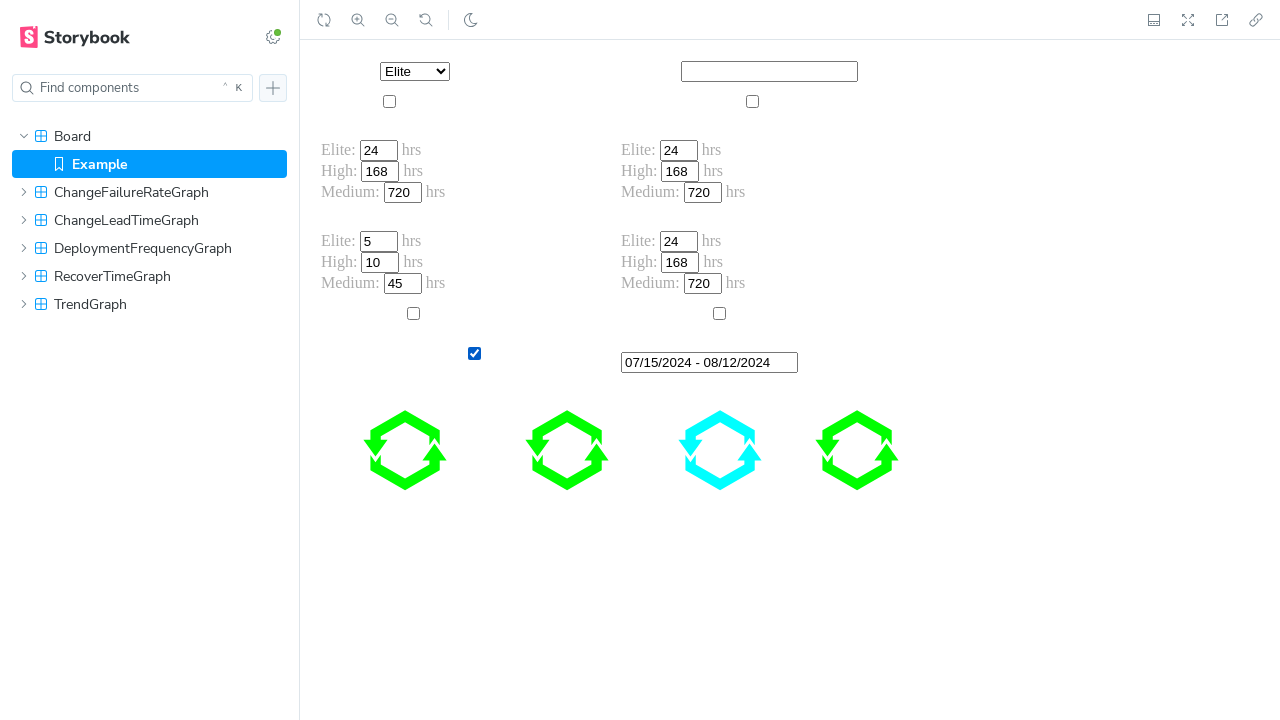 Storybook
Find components
^ K
Board
Example
ChangeFailureRateGraph
ChangeLeadTimeGraph
DeploymentFrequencyGraph
RecoverTimeGraph
TrendGraph
Elite
Elite: 24 hrs
High: 168 hrs
Medium: 720 hrs
Elite: 24 hrs
High: 168 hrs
Medium: 720 hrs
Elite: 5 hrs
High: 10 hrs
Medium: 45 hrs
Elite: 24 hrs
High: 168 hrs
Medium: 720 hrs
07/15/2024 - 08/12/2024